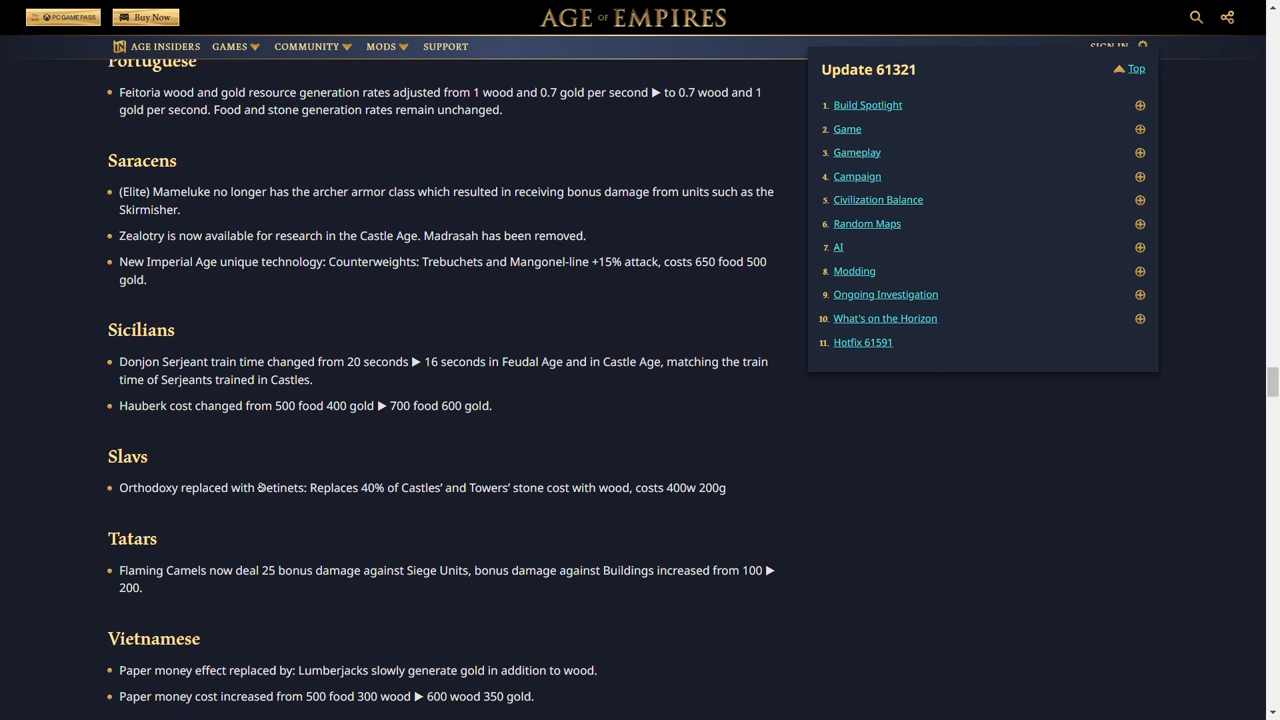 PC GAME PASS
Buy Now
AGE OF EMPIRES
AGE INSIDERS
GAMES
COMMUNITY
MODS
SUPPORT
SIGN IN
Portuguese
Feitoria wood and gold resource generation rates adjusted from 1 wood and 0.7 gold per second ▶ to 0.7 wood and 1
gold per second. Food and stone generation rates remain unchanged.
Saracens
(Elite) Mameluke no longer has the archer armor class which resulted in receiving bonus damage from units such as the
Skirmisher.
Zealotry is now available for research in the Castle Age. Madrasah has been removed.
New Imperial Age unique technology: Counterweights: Trebuchets and Mangonel-line +15% attack, costs 650 food 500
gold.
Sicilians
Donjon Serjeant train time changed from 20 seconds ▶ 16 seconds in Feudal Age and in Castle Age, matching the train
time of Serjeants trained in Castles.
Hauberk cost changed from 500 food 400 gold ▶ 700 food 600 gold.
Slavs
Orthodoxy replaced with Detinets: Replaces 40% of Castles’ and Towers’ stone cost with wood, costs 400w 200g
Tatars
Flaming Camels now deal 25 bonus damage against Siege Units, bonus damage against Buildings increased from 100 ▶
200.
Vietnamese
Paper money effect replaced by: Lumberjacks slowly generate gold in addition to wood.
Paper money cost increased from 500 food 300 wood ▶ 600 wood 350 gold.
Update 61321
Top
1. Build Spotlight
2. Game
3. Gameplay
4. Campaign
5. Civilization Balance
6. Random Maps
7. AI
8. Modding
9. Ongoing Investigation
10. What's on the Horizon
11. Hotfix 61591